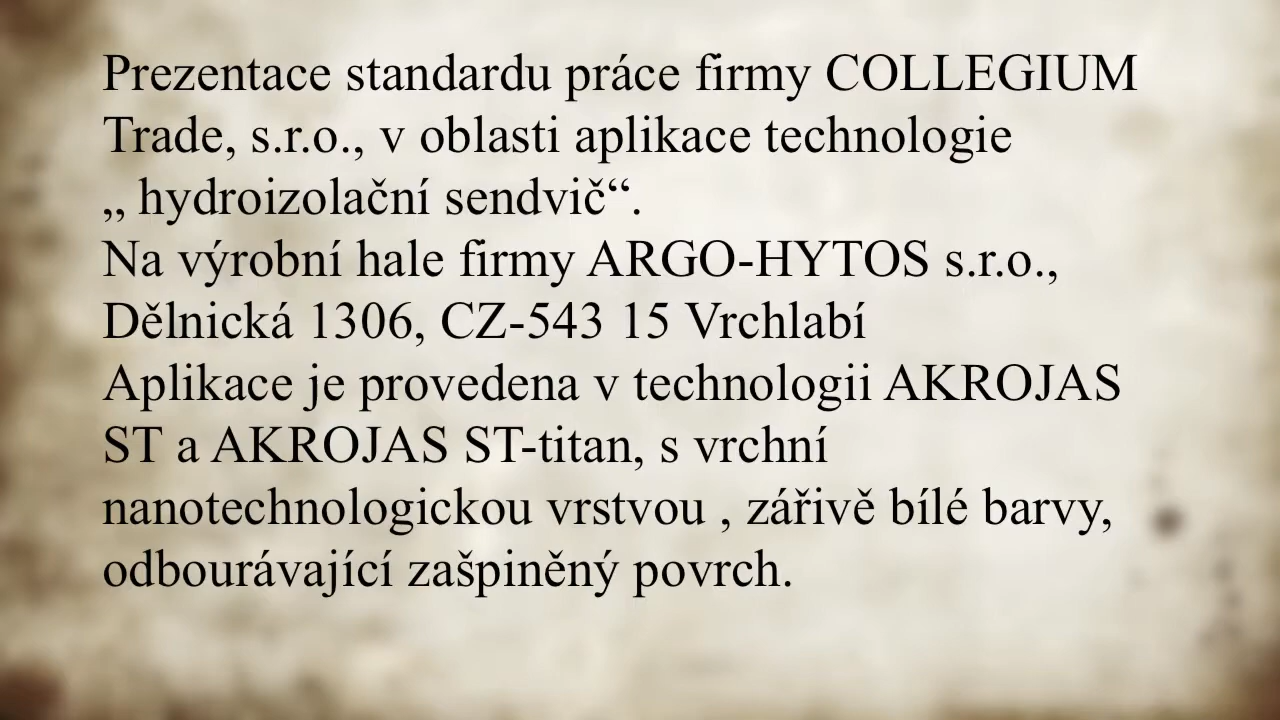 Prezentace standardu práce firmy COLLEGIUM
Trade, s.r.o., v oblasti aplikace technologie
„ hydroizolační sendvič“.
Na výrobní hale firmy ARGO-HYTOS s.r.o.,
Dělnická 1306, CZ-543 15 Vrchlabí
Aplikace je provedena v technologii AKROJAS
ST a AKROJAS ST-titan, s vrchní
nanotechnologickou vrstvou , zářivě bílé barvy,
odbourávající zašpiněný povrch.